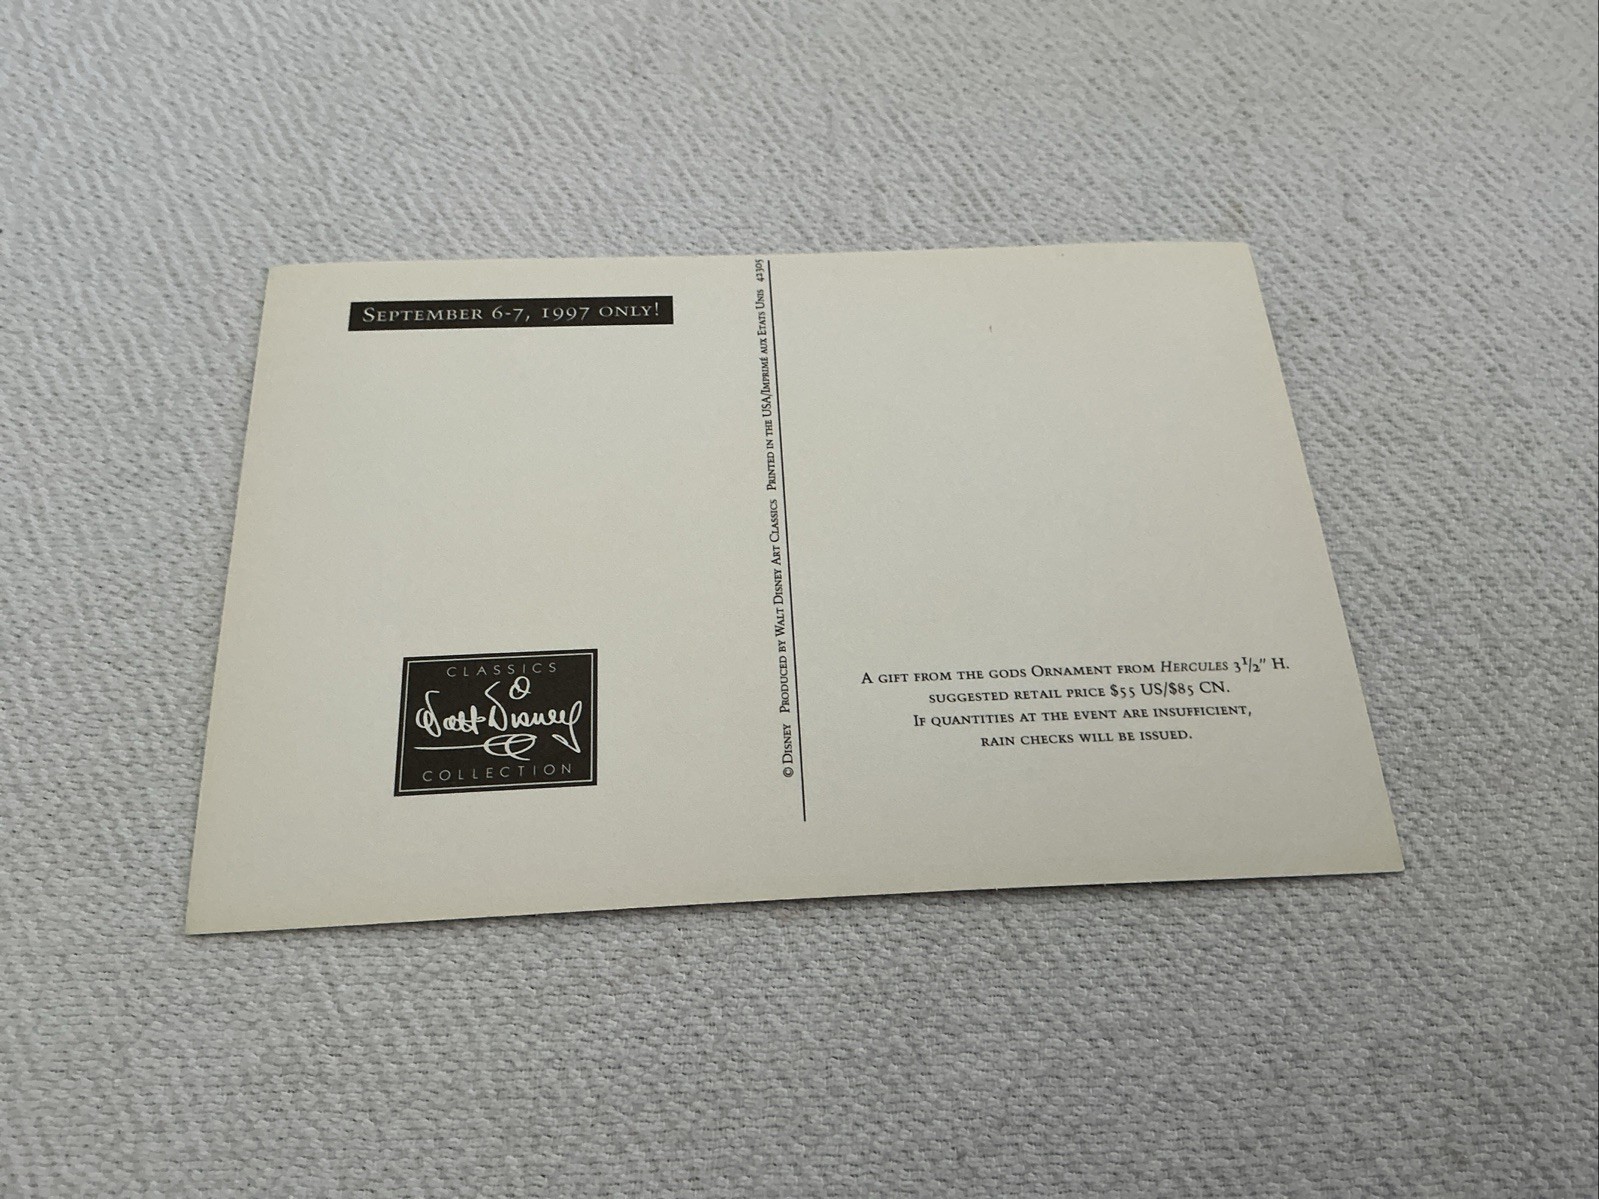 September 6-7, 1997 only!
CLASSICS
Walt Disney
COLLECTION
© Disney Produced by Walt Disney Art Classics Printed in the USA/Imprimé aux Etats Unis 42305
A gift from the gods Ornament from Hercules 3 1/2" H.
suggested retail price $55 US/$85 CN.
If quantities at the event are insufficient,
rain checks will be issued.